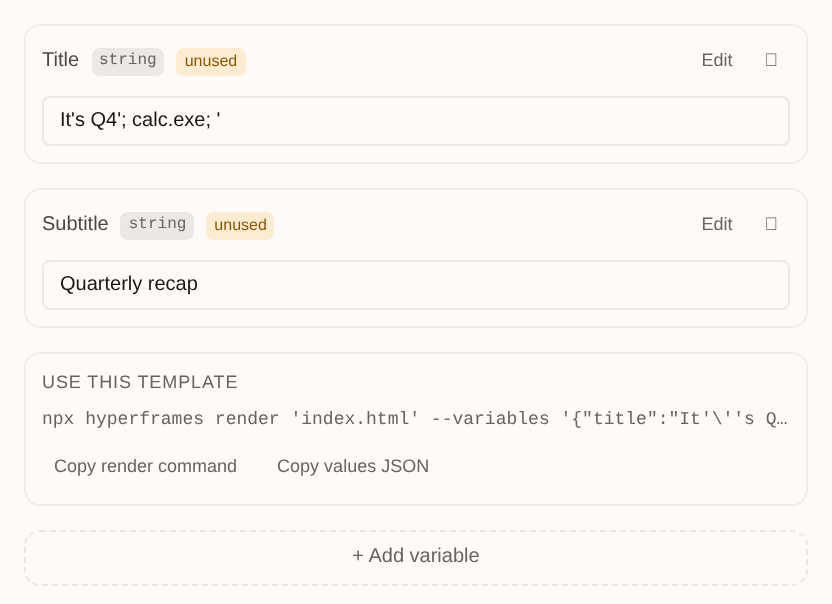 Title string unused Edit
It's Q4'; calc.exe; '
Subtitle string unused Edit
Quarterly recap
USE THIS TEMPLATE
npx hyperframes render 'index.html' --variables '{"title":"It'\''s Q…
Copy render command Copy values JSON
+ Add variable